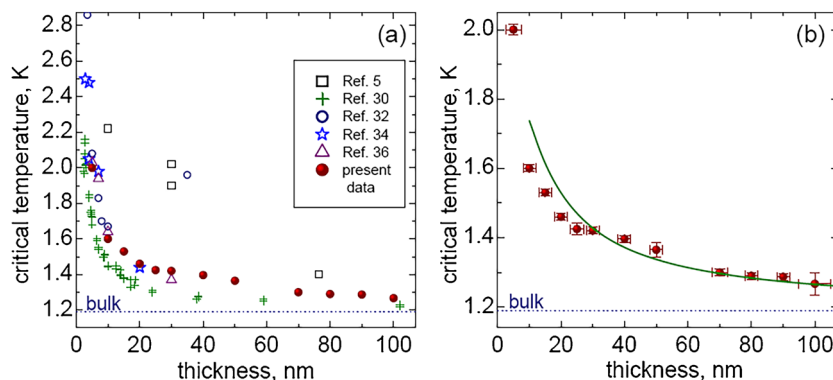 (a)
2.8
2.6
2.4
2.2
2.0
1.8
1.6
1.4
1.2
critical temperature, K
Ref. 5
Ref. 30
Ref. 32
Ref. 34
Ref. 36
present
data
bulk
0 20 40 60 80 100
thickness, nm
(b)
2.0
1.8
1.6
1.4
1.2
critical temperature, K
bulk
0 20 40 60 80 100
thickness, nm